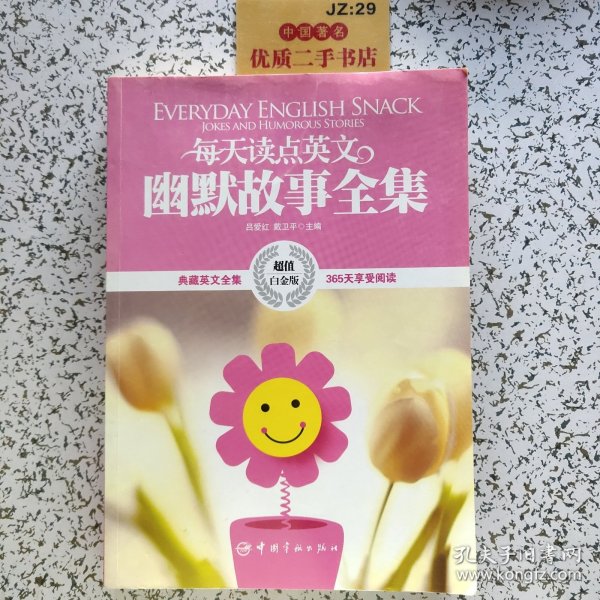 JZ:29
中国著名
优质二手书店
EVERYDAY ENGLISH SNACK
JOKES AND HUMOROUS STORIES
每天读点英文
幽默故事全集
吕爱红 戴卫平◎主编
典藏英文全集
超值
白金版
365天享受阅读
中国宇航出版社
孔夫子旧书网
www.kongfz.com